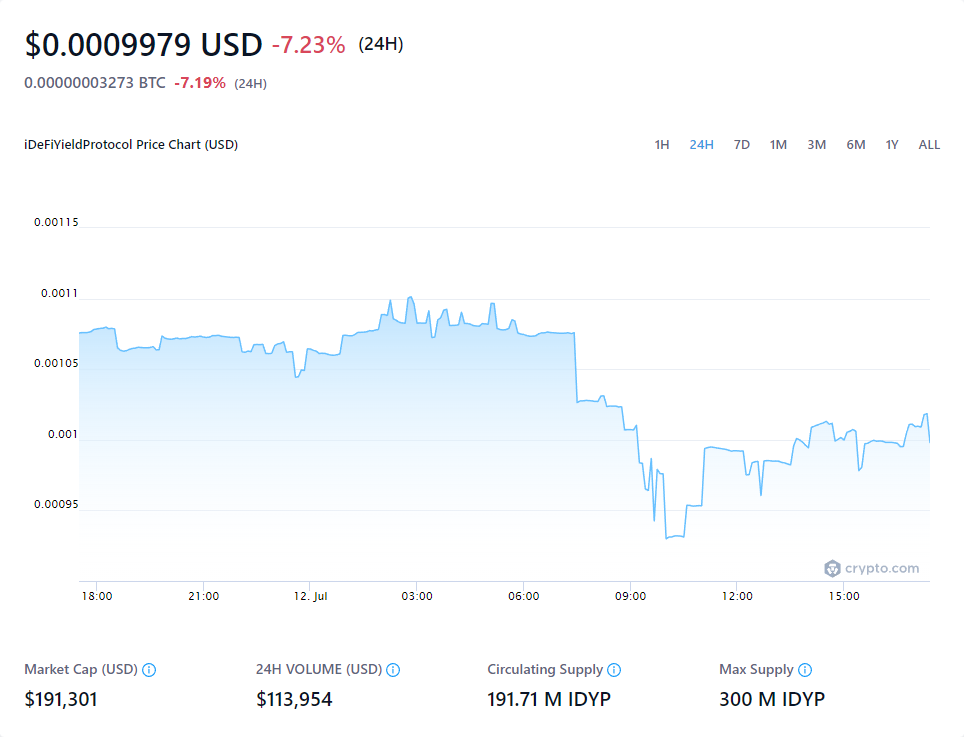 $0.0009979 USD -7.23% (24H)
0.00000003273 BTC -7.19% (24H)
iDeFiYieldProtocol Price Chart (USD)
1H 24H 7D 1M 3M 6M 1Y ALL
0.00115
0.0011
0.00105
0.001
0.00095
crypto.com
18:00 21:00 12. Jul 03:00 06:00 09:00 12:00 15:00
Market Cap (USD) 24H VOLUME (USD) Circulating Supply Max Supply
$191,301 $113,954 191.71 M IDYP 300 M IDYP